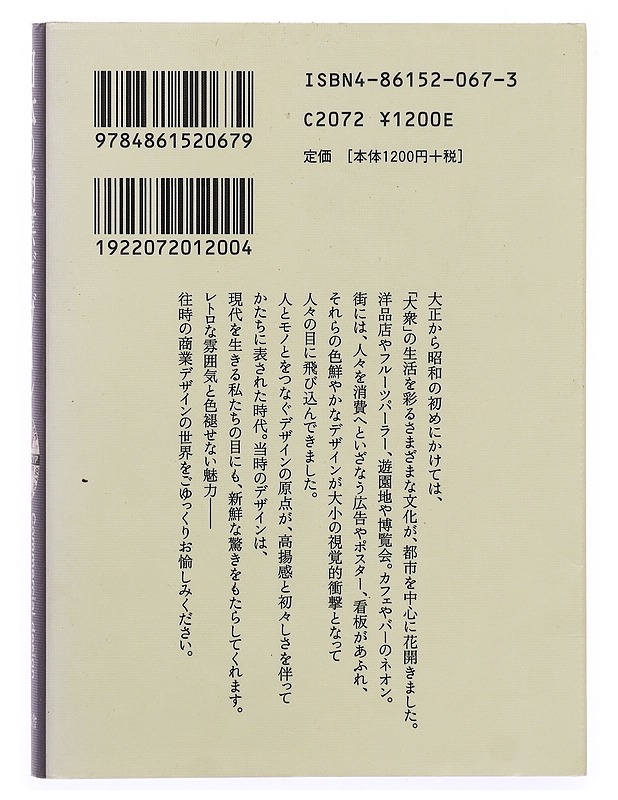 9784861520679
ISBN4-86152-067-3
C2072 ¥1200E
定価 [本体1200円+税]
1922072012004
大正から昭和の初めにかけては、
「大衆」の生活を彩るさまざまな文化が、都市を中心に花開きました。
洋品店やフルーツパーラー、遊園地や博覧会。カフェやバーのネオン。
街には、人々を消費へといざなう広告やポスター、看板があふれ、
それらの色鮮やかなデザインが大小の視覚的衝撃となって
人々の目に飛び込んできました。
人とモノとをつなぐデザインの原点が、高揚感と初々しさを伴って
かたちに表された時代。当時のデザインは、
現代を生きる私たちの目にも、新鮮な驚きをもたらしてくれます。
レトロな雰囲気と色褪せない魅力――
往時の商業デザインの世界をごゆっくりお愉しみください。